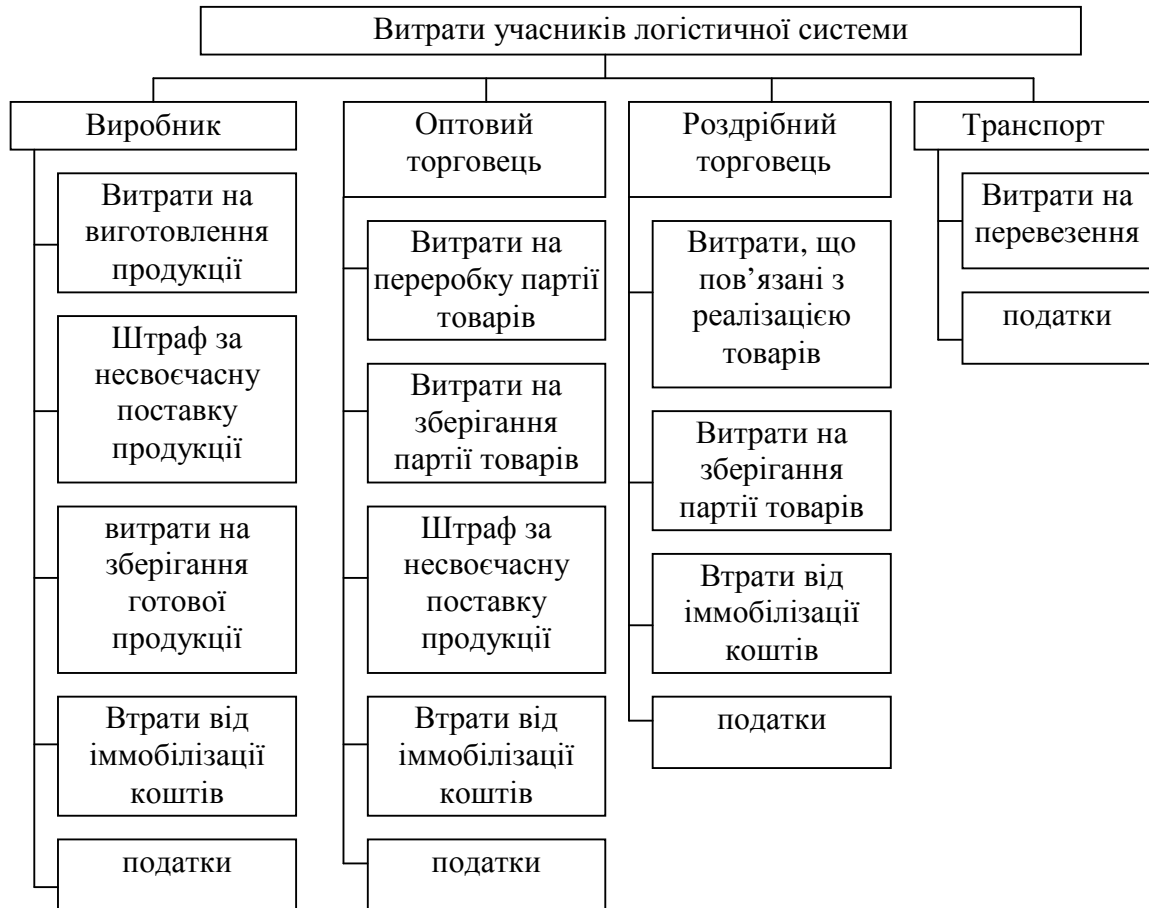 Витрати учасників логістичної системи
Виробник
Витрати на
виготовлення
продукції
Штраф за
несвоєчасну
поставку
продукції
витрати на
зберігання
готової
продукції
Втрати від
іммобілізації
коштів
податки
Оптовий
торговець
Витрати на
переробку партії
товарів
Витрати на
зберігання
партії товарів
Штраф за
несвоєчасну
поставку
продукції
Втрати від
іммобілізації
коштів
податки
Роздрібний
торговець
Витрати, що
пов’язані з
реалізацією
товарів
Витрати на
зберігання
партії товарів
Втрати від
іммобілізації
коштів
податки
Транспорт
Витрати на
перевезення
податки